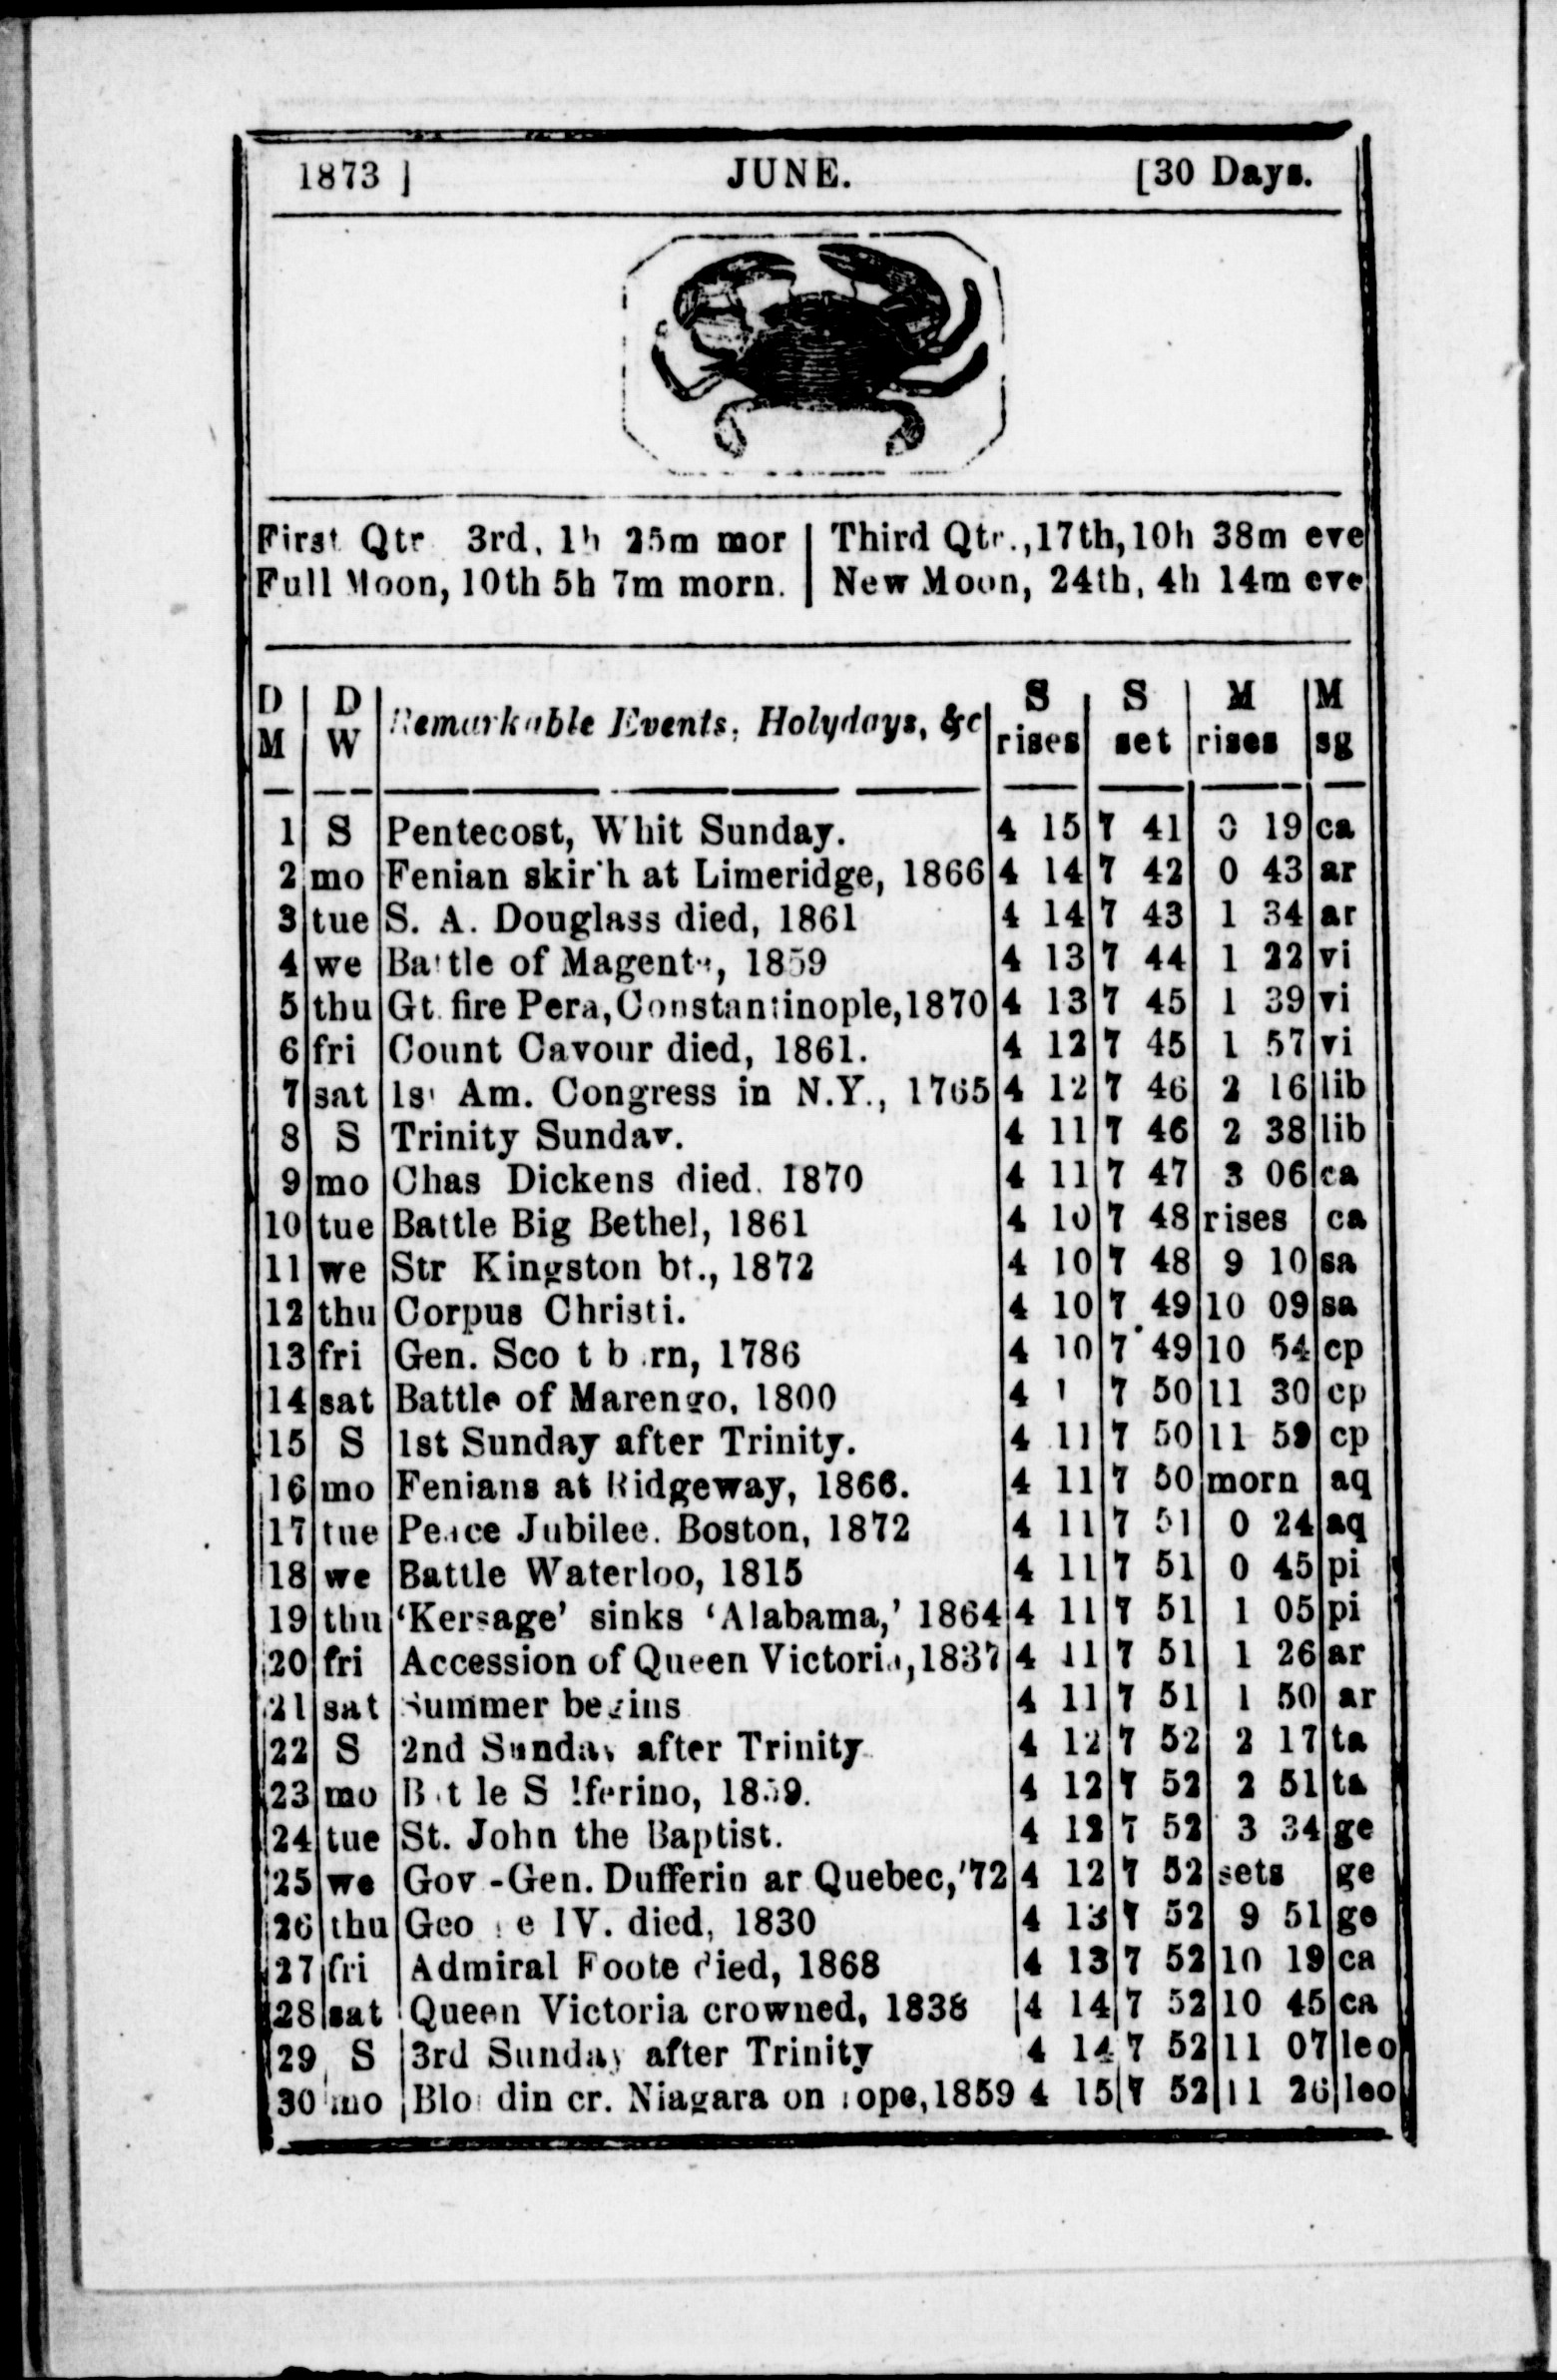 1873 ] JUNE. [30 Days.
First Qtr 3rd, 1h 25m mor | Third Qtr.,17th,10h 38m eve
Full Moon, 10th 5h 7m morn. | New Moon, 24th, 4h 14m eve
D M | D W | Remarkable Events, Holydays, &c | S rises | S set | M rises | M sg
1 S Pentecost, Whit Sunday. 4 15 7 41 0 19 ca
2 mo Fenian skir'h at Limeridge, 1866 4 14 7 42 0 43 ar
3 tue S. A. Douglass died, 1861 4 14 7 43 1 34 ar
4 we Battle of Magenta, 1859 4 13 7 44 1 22 vi
5 thu Gt. fire Pera,Constantinople,1870 4 13 7 45 1 39 vi
6 fri Count Cavour died, 1861. 4 12 7 45 1 57 vi
7 sat 1st Am. Congress in N.Y., 1765 4 12 7 46 2 16 lib
8 S Trinity Sunday. 4 11 7 46 2 38 lib
9 mo Chas Dickens died. 1870 4 11 7 47 3 06 ca
10 tue Battle Big Bethel, 1861 4 10 7 48 rises ca
11 we Str Kingston bt., 1872 4 10 7 48 9 10 sa
12 thu Corpus Christi. 4 10 7 49 10 09 sa
13 fri Gen. Scott born, 1786 4 10 7 49 10 54 cp
14 sat Battle of Marengo, 1800 4 1 7 50 11 30 cp
15 S 1st Sunday after Trinity. 4 11 7 50 11 59 cp
16 mo Fenians at Ridgeway, 1866. 4 11 7 50 morn aq
17 tue Peace Jubilee. Boston, 1872 4 11 7 51 0 24 aq
18 we Battle Waterloo, 1815 4 11 7 51 0 45 pi
19 thu ‘Kersage’ sinks ‘Alabama,’ 1864 4 11 7 51 1 05 pi
20 fri Accession of Queen Victoria,1837 4 11 7 51 1 26 ar
21 sat Summer begins 4 11 7 51 1 50 ar
22 S 2nd Sunday after Trinity. 4 12 7 52 2 17 ta
23 mo Battle Solferino, 1859. 4 12 7 52 2 51 ta
24 tue St. John the Baptist. 4 12 7 52 3 34 ge
25 we Gov-Gen. Dufferin ar Quebec,'72 4 12 7 52 sets ge
26 thu George IV. died, 1830 4 13 7 52 9 51 ge
27 fri Admiral Foote died, 1868 4 13 7 52 10 19 ca
28 sat Queen Victoria crowned, 1838 4 14 7 52 10 45 ca
29 S 3rd Sunday after Trinity 4 14 7 52 11 07 leo
30 mo Blondin cr. Niagara on rope,1859 4 15 7 52 11 26 leo